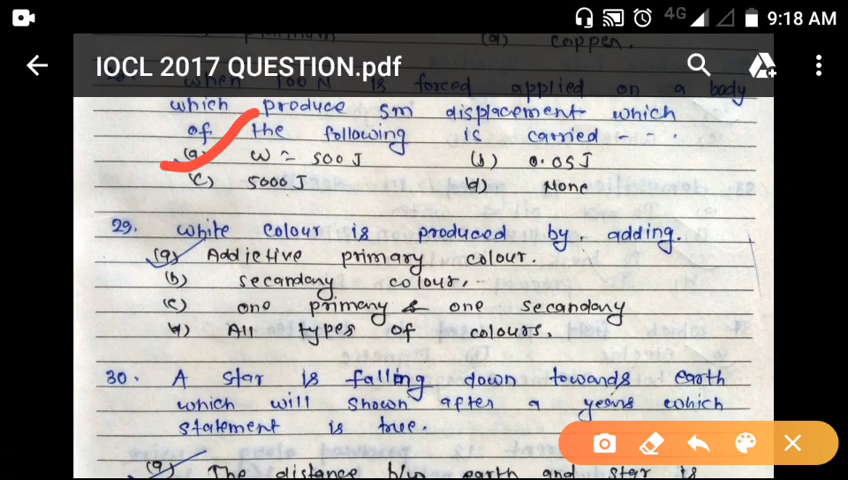 4G 9:18 AM
IOCL 2017 QUESTION.pdf
(d) copper.
when 100 N is forced applied on a body
which produce 5m displacement which
of the following is carried - - .
(a) W = 500 J (b) 0.05J
(c) 5000 J (d) None
29. white colour is produced by adding.
(a) Addictive primary colour.
(b) secandary colour.
(c) one primeny & one secandary
(d) All types of colours.
30. A star is falling down towards earth
which will shown after a years which
statement is true.
(a) The distance b/w earth and star is